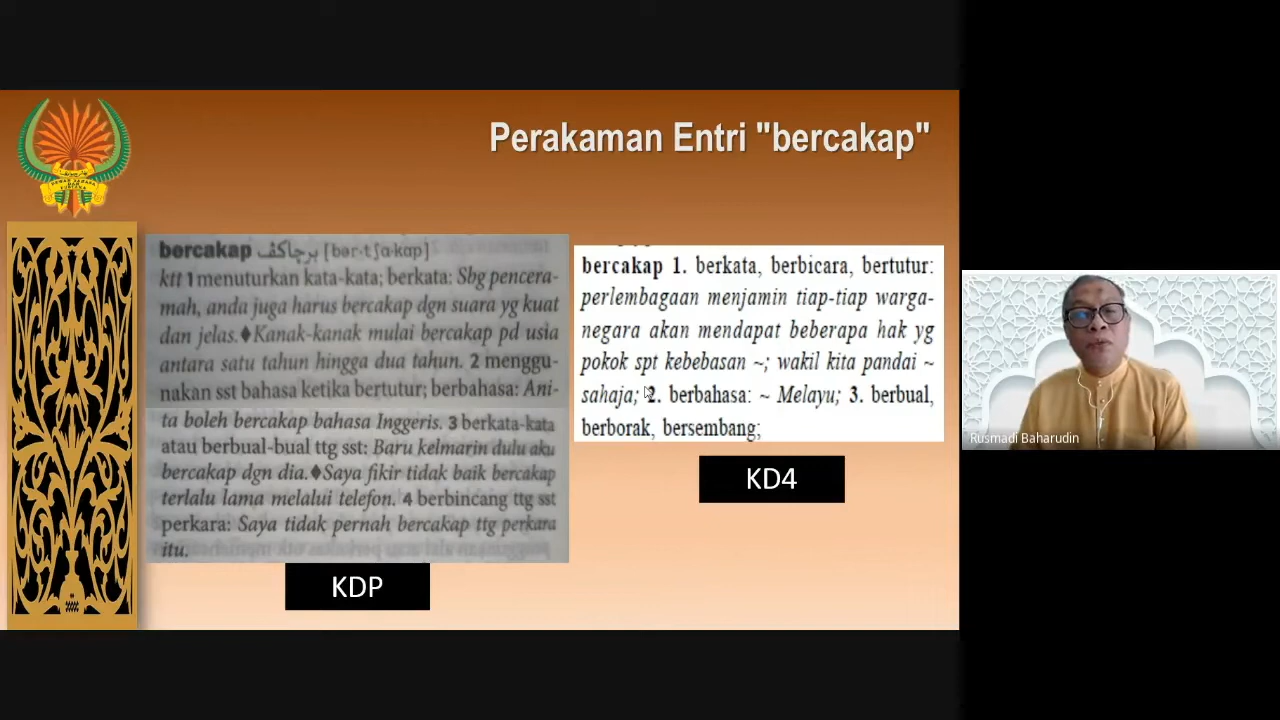 Perakaman Entri "bercakap"
bercakap برچاكڤ [bər·tʃa·kap]
ktt 1 menuturkan kata-kata; berkata: Sbg pencera-
mah, anda juga harus bercakap dgn suara yg kuat
dan jelas.♦Kanak-kanak mulai bercakap pd usia
antara satu tahun hingga dua tahun. 2 menggu-
nakan sst bahasa ketika bertutur; berbahasa: Ani-
ta boleh bercakap bahasa Inggeris. 3 berkata-kata
atau berbual-bual ttg sst: Baru kelmarin dulu aku
bercakap dgn dia.♦Saya fikir tidak baik bercakap
terlalu lama melalui telefon. 4 berbincang ttg sst
perkara: Saya tidak pernah bercakap ttg perkara
itu.
KDP
bercakap 1. berkata, berbicara, bertutur:
perlembagaan menjamin tiap-tiap warga-
negara akan mendapat beberapa hak yg
pokok spt kebebasan ~; wakil kita pandai ~
sahaja; 2. berbahasa: ~ Melayu; 3. berbual,
berborak, bersembang;
KD4
Rusmadi Baharudin